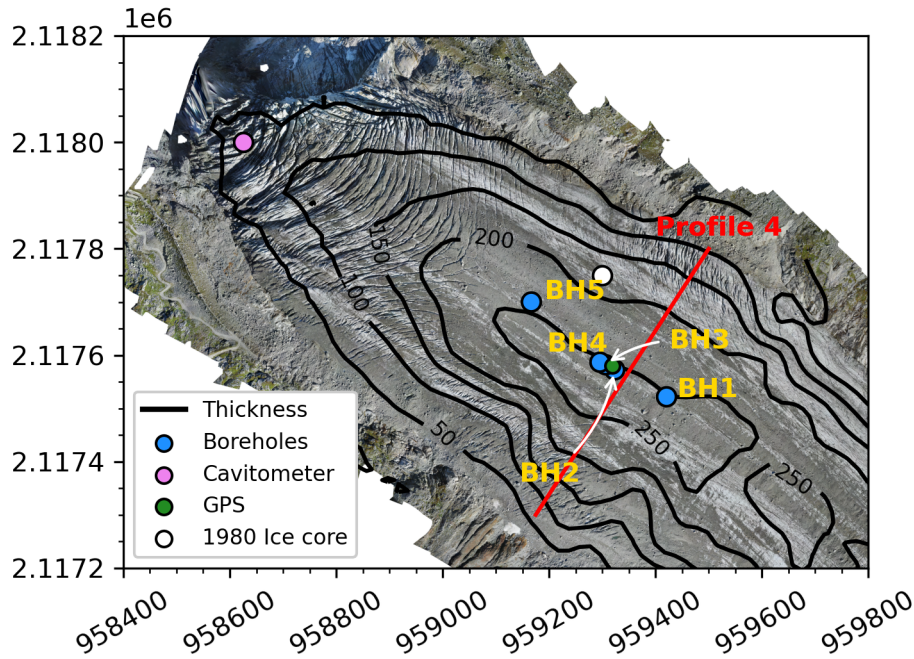 1e6
2.1182
2.1180
2.1178
2.1176
2.1174
2.1172
Profile 4
200
150
BH5
100
BH4
BH3
BH1
50
250
250
BH2
Thickness
Boreholes
Cavitometer
GPS
1980 Ice core
958400
958600
958800
959000
959200
959400
959600
959800